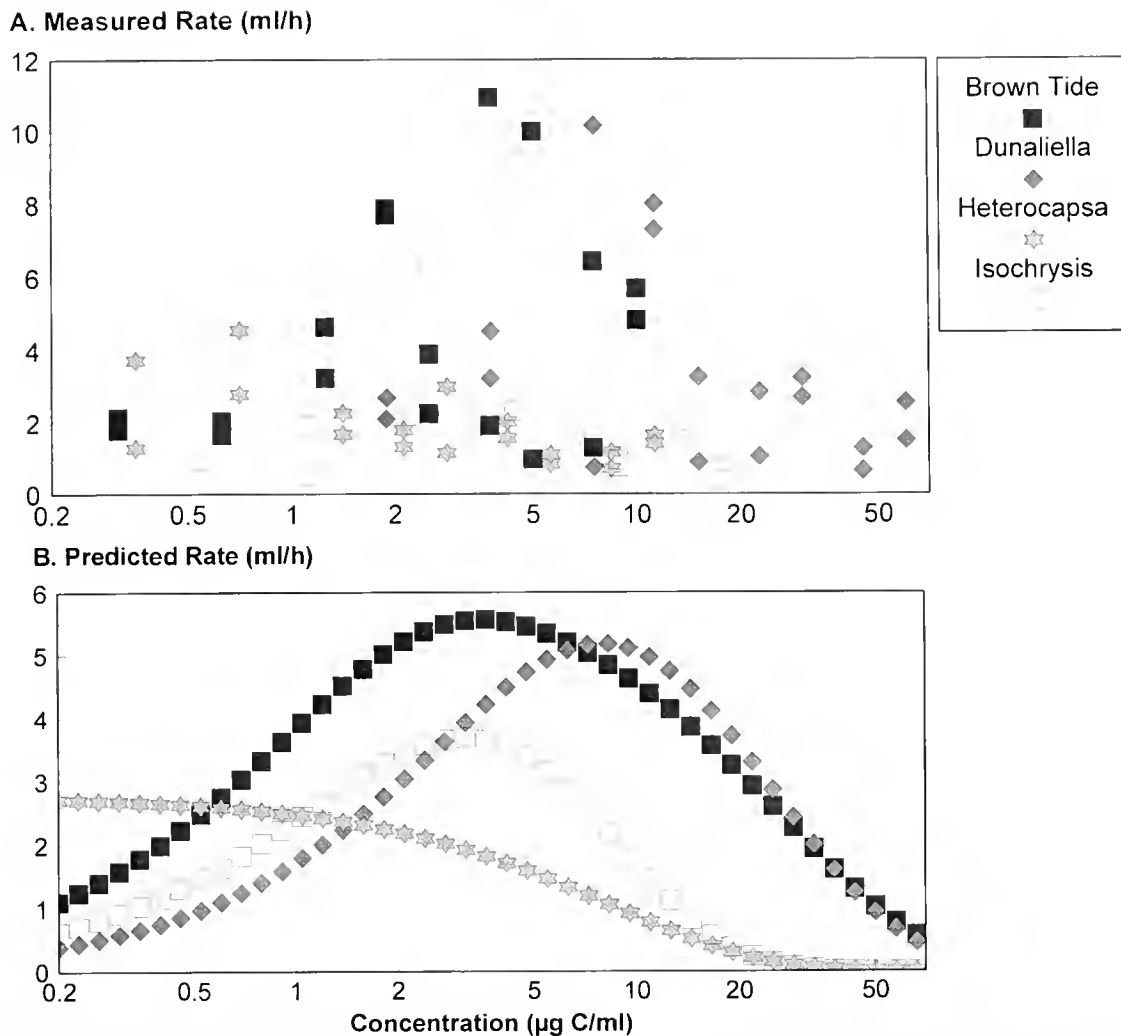 A. Measured Rate (ml/h)
12
10
8
6
4
2
0
0.2 0.5 1 2 5 10 20 50
Brown Tide
Dunaliella
Heterocapsa
Isochrysis
B. Predicted Rate (ml/h)
6
5
4
3
2
1
0
0.2 0.5 1 2 5 10 20 50
Concentration (µg C/ml)